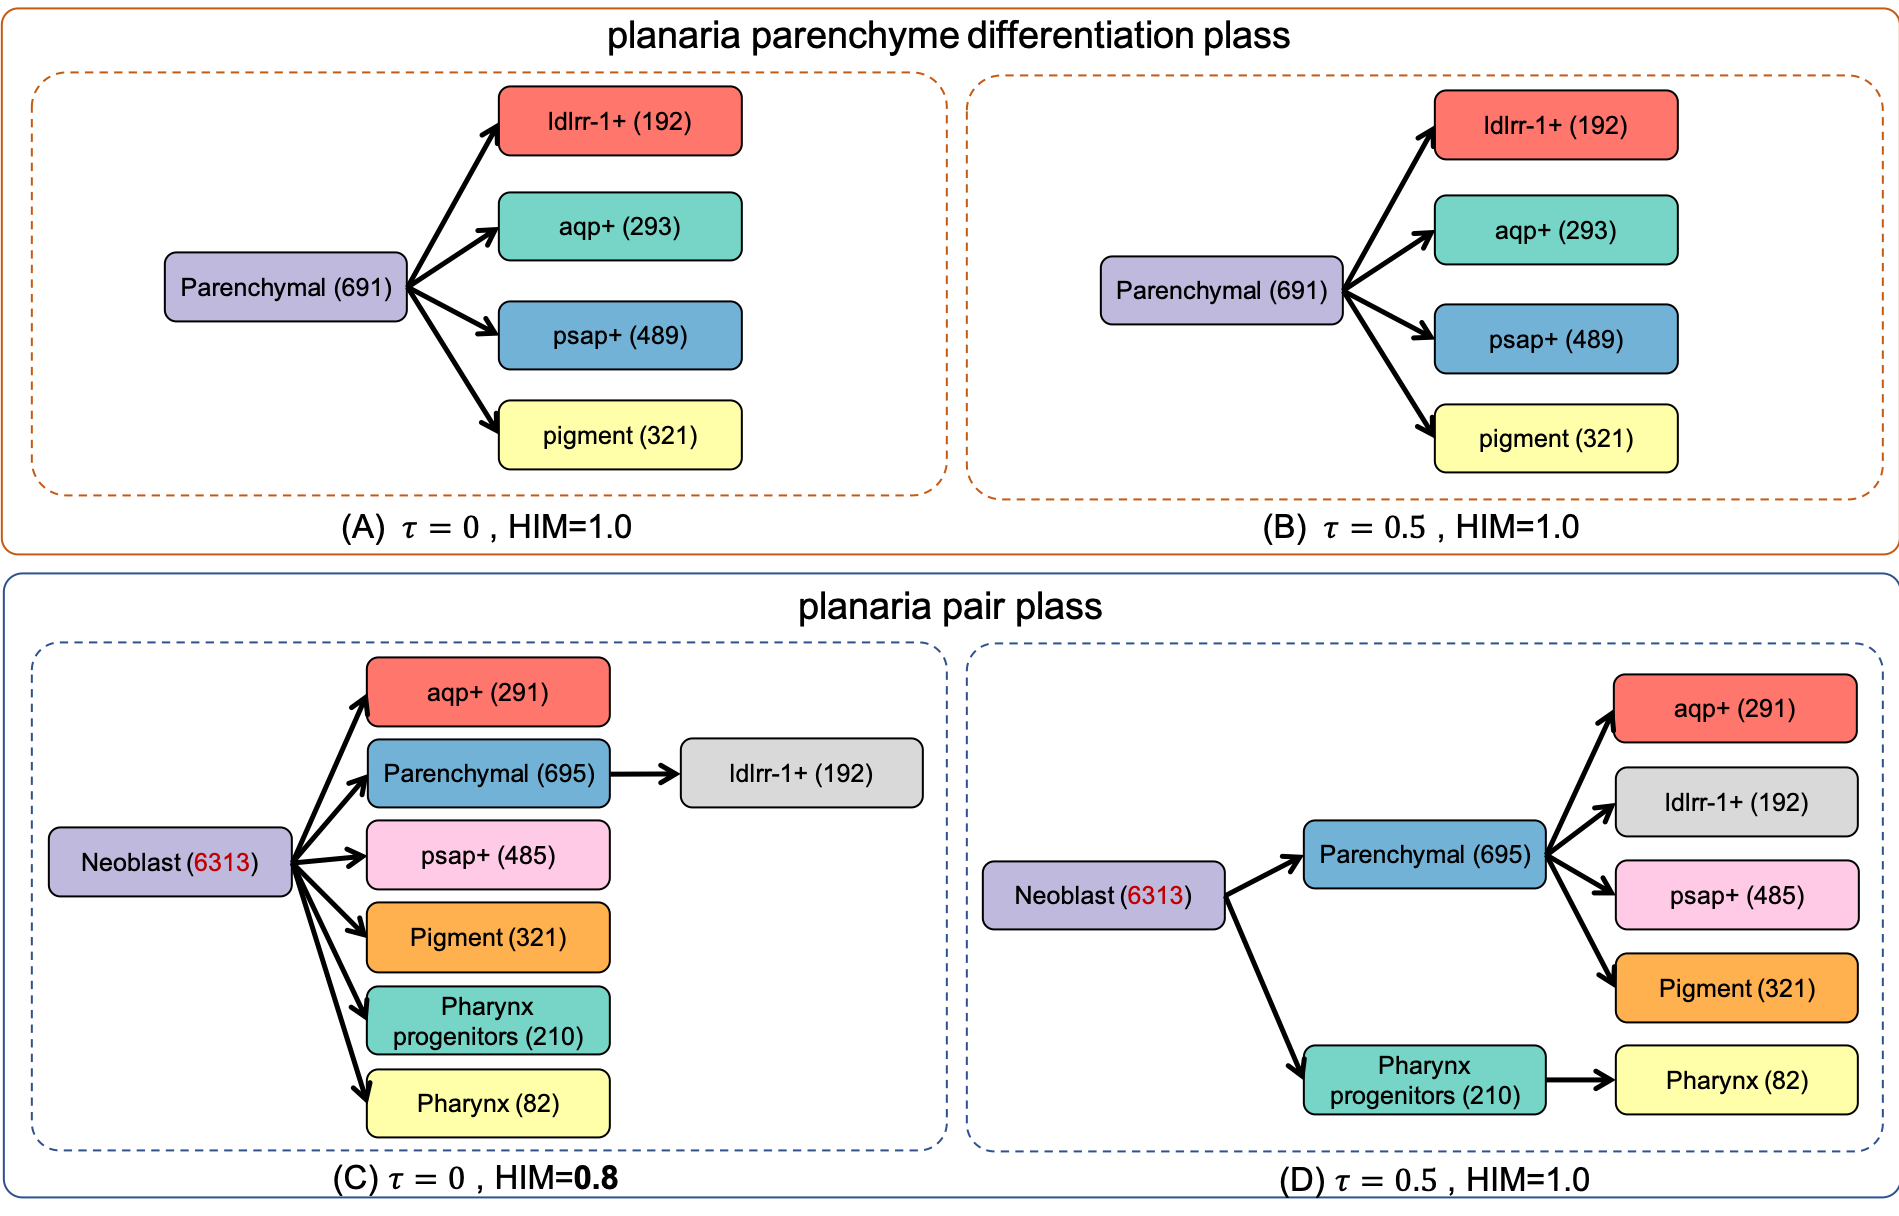 planaria parenchyme differentiation plass
ldlrr-1+ (192)
aqp+ (293)
Parenchymal (691)
psap+ (489)
pigment (321)
(A) τ = 0 , HIM=1.0
ldlrr-1+ (192)
aqp+ (293)
Parenchymal (691)
psap+ (489)
pigment (321)
(B) τ = 0.5 , HIM=1.0
planaria pair plass
aqp+ (291)
Parenchymal (695)
ldlrr-1+ (192)
psap+ (485)
Neoblast (6313)
Pigment (321)
Pharynx
progenitors (210)
Pharynx (82)
(C) τ = 0 , HIM=0.8
aqp+ (291)
ldlrr-1+ (192)
Parenchymal (695)
Neoblast (6313)
psap+ (485)
Pigment (321)
Pharynx
progenitors (210)
Pharynx (82)
(D) τ = 0.5 , HIM=1.0